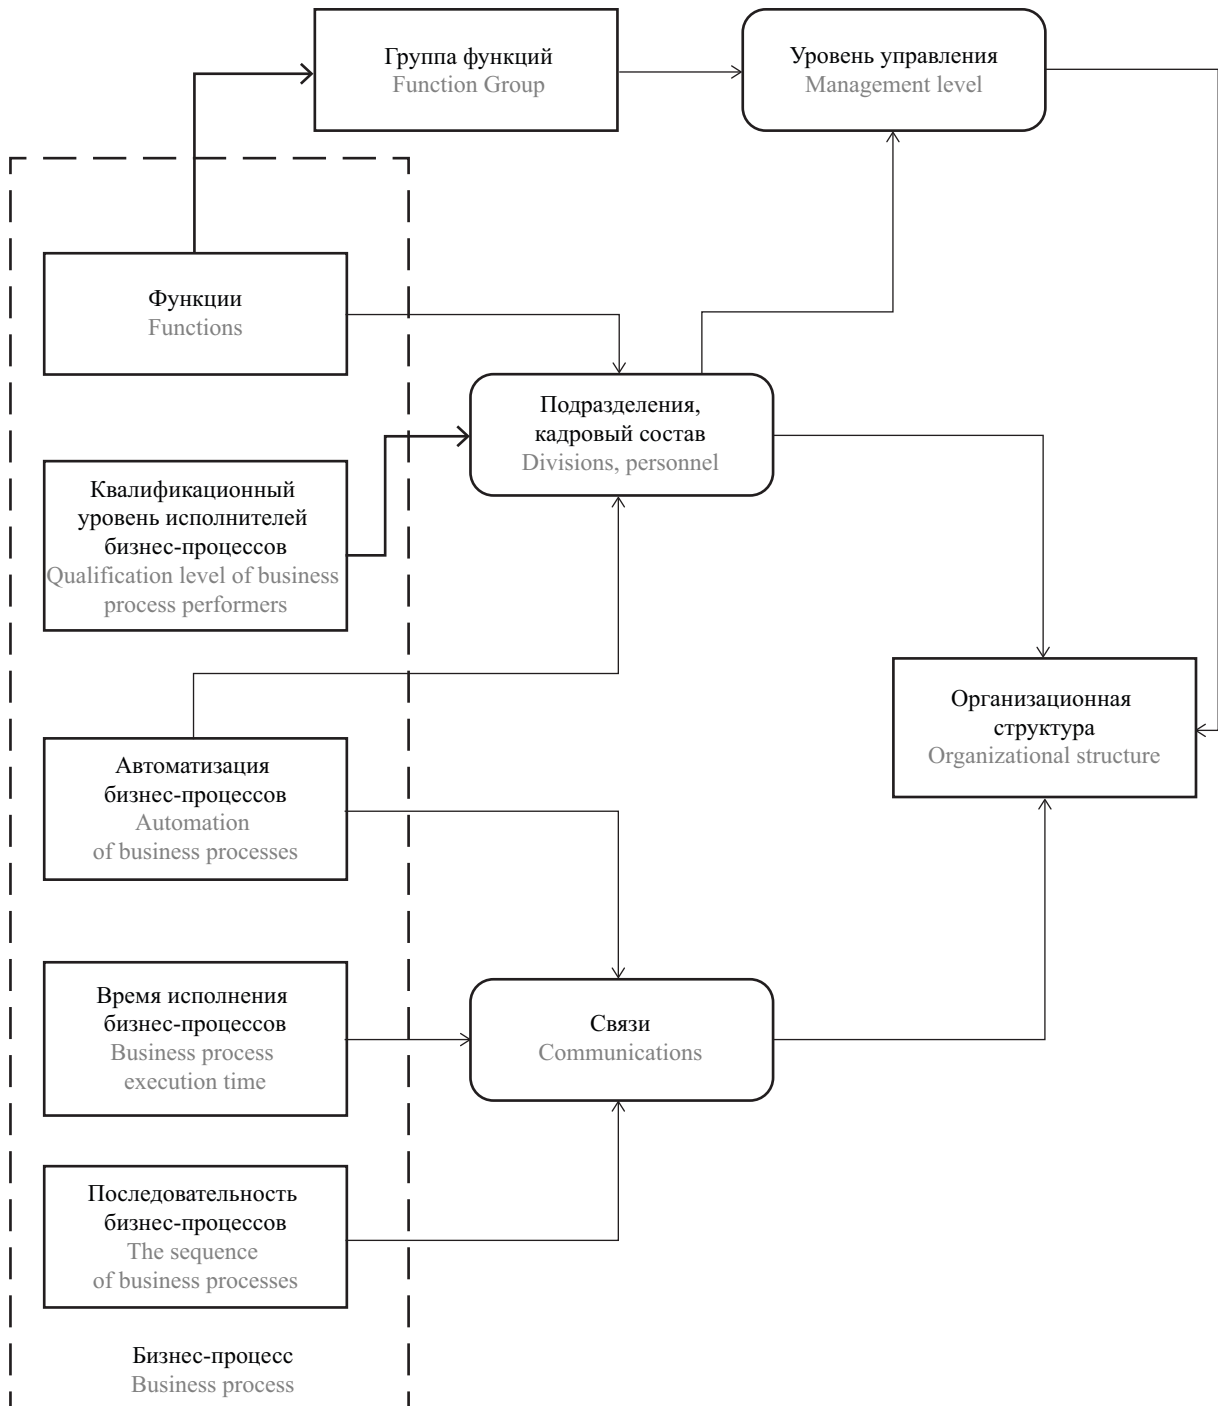 Группа функций
Function Group
Уровень управления
Management level
Функции
Functions
Подразделения,
кадровый состав
Divisions, personnel
Квалификационный
уровень исполнителей
бизнес-процессов
Qualification level of business
process performers
Организационная
структура
Organizational structure
Автоматизация
бизнес-процессов
Automation
of business processes
Время исполнения
бизнес-процессов
Business process
execution time
Связи
Communications
Последовательность
бизнес-процессов
The sequence
of business processes
Бизнес-процесс
Business process